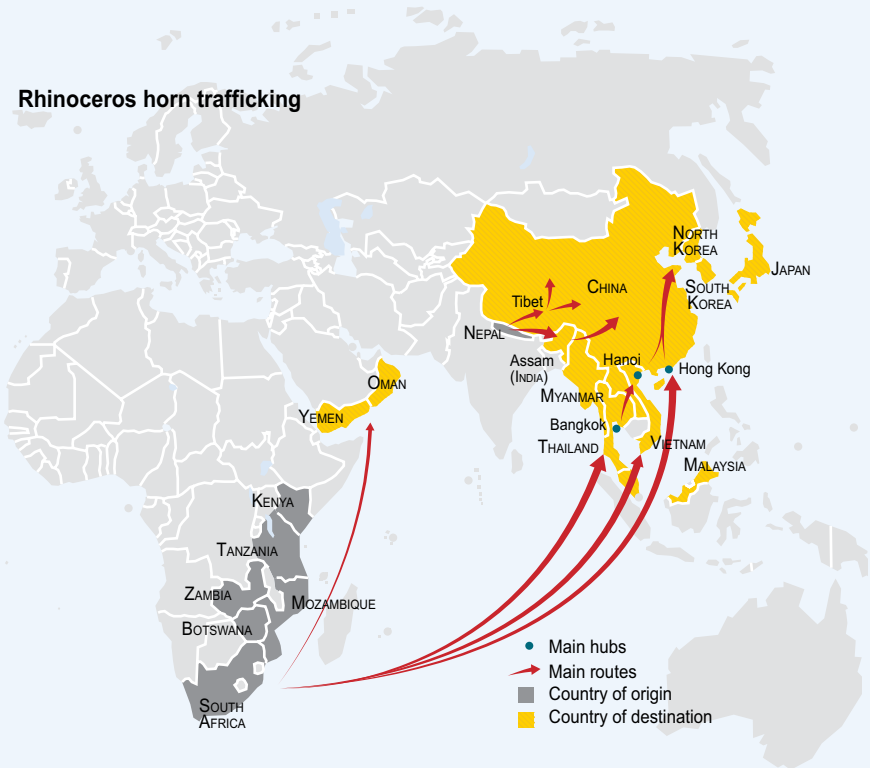 Rhinoceros horn trafficking
North
Korea
Japan
South
Korea
China
Tibet
Nepal
Assam
(India)
Hanoi
Hong Kong
Myanmar
Oman
Yemen
Bangkok
Thailand
Vietnam
Malaysia
Kenya
Tanzania
Zambia
Mozambique
Botswana
South
Africa
Main hubs
Main routes
Country of origin
Country of destination